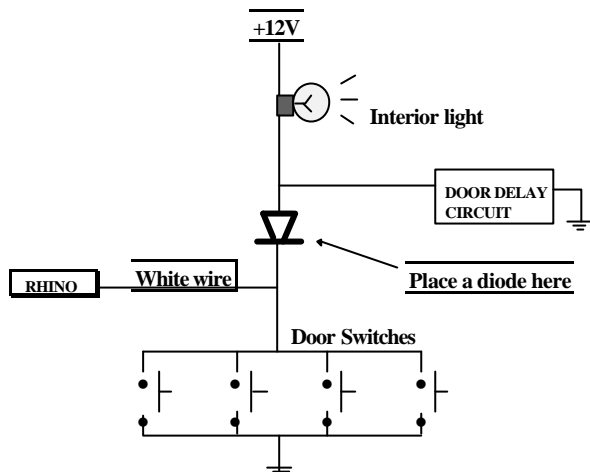 +12V
Interior light
DOOR DELAY
CIRCUIT
RHINO
White wire
Place a diode here
Door Switches